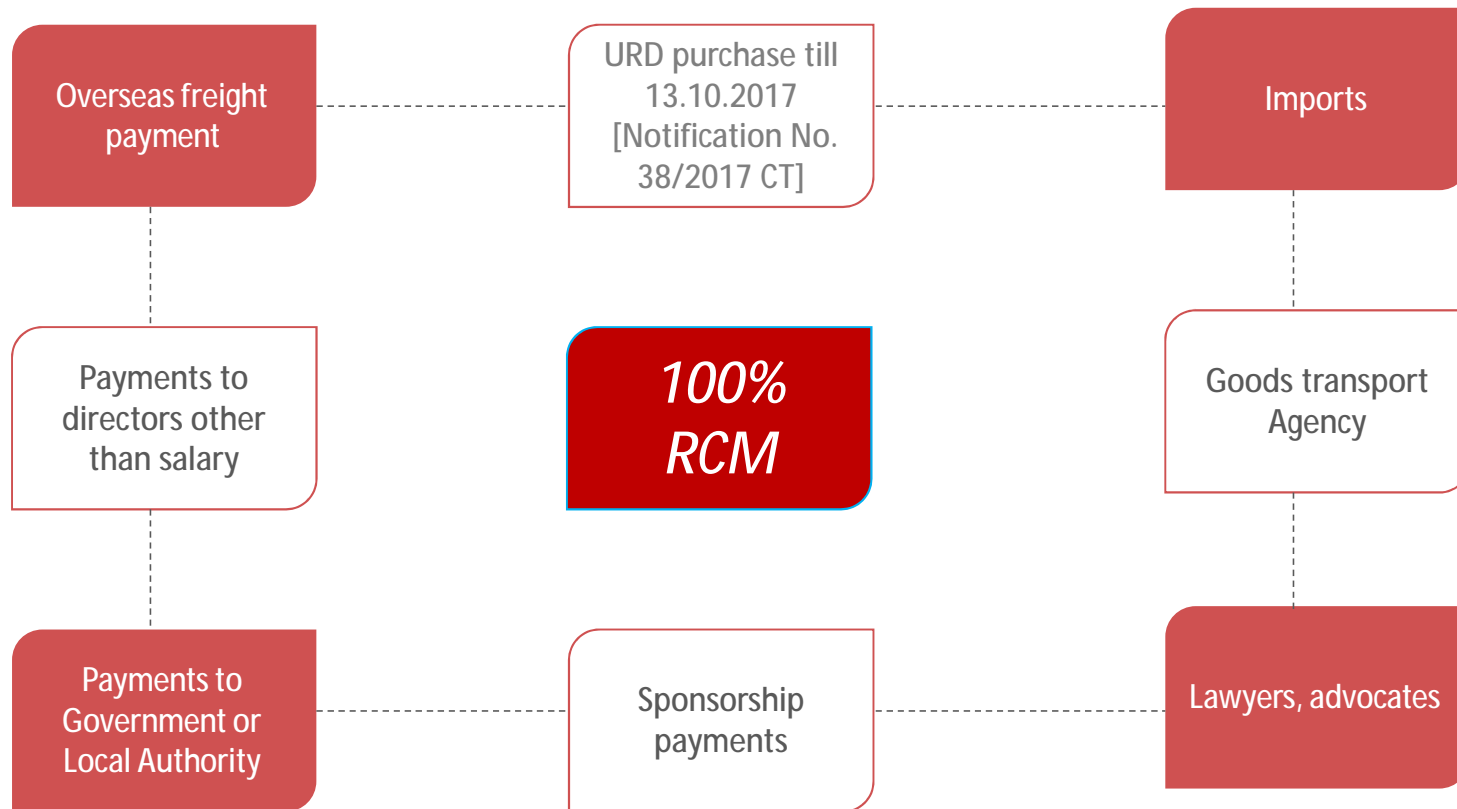 Overseas freight
payment
URD purchase till
13.10.2017
[Notification No.
38/2017 CT]
Imports
Payments to
directors other
than salary
100%
RCM
Goods transport
Agency
Payments to
Government or
Local Authority
Sponsorship
payments
Lawyers, advocates